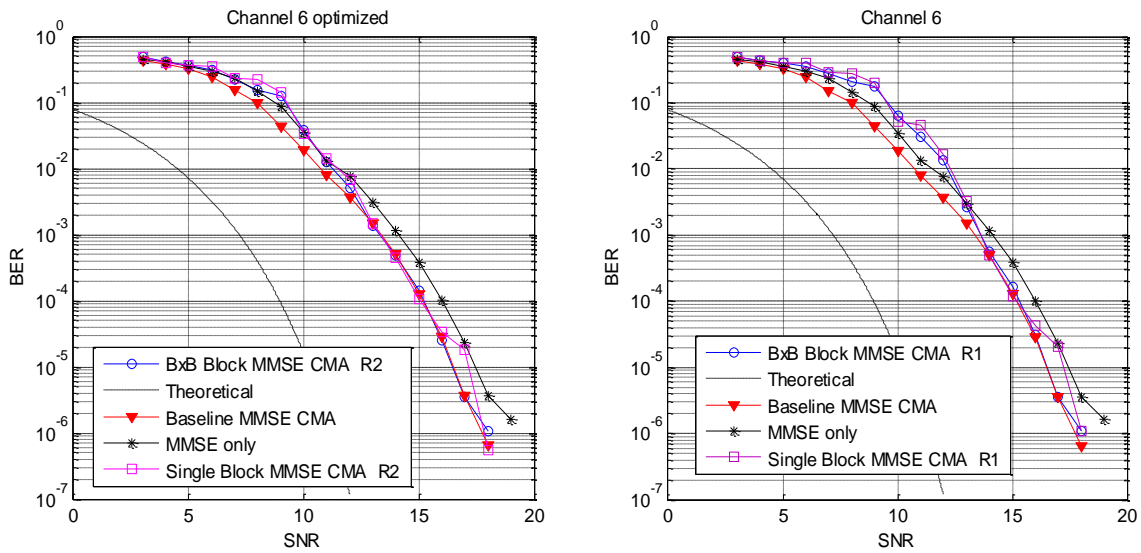 Channel 6 optimized
10^0
10^-1
10^-2
10^-3
10^-4
10^-5
10^-6
10^-7
BER
0
5
10
15
20
SNR
BxB Block MMSE CMA R2
Theoretical
Baseline MMSE CMA
MMSE only
Single Block MMSE CMA R2
Channel 6
10^0
10^-1
10^-2
10^-3
10^-4
10^-5
10^-6
10^-7
BER
0
5
10
15
20
SNR
BxB Block MMSE CMA R1
Theoretical
Baseline MMSE CMA
MMSE only
Single Block MMSE CMA R1